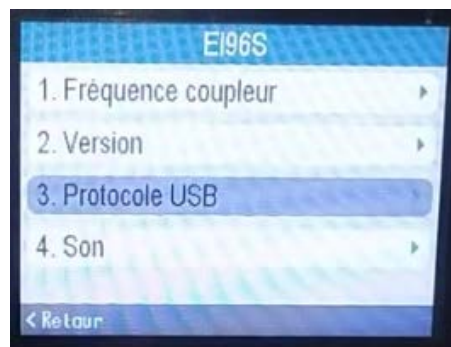 EI96S
1. Fréquence coupleur
2. Version
3. Protocole USB
4. Son
< Retour